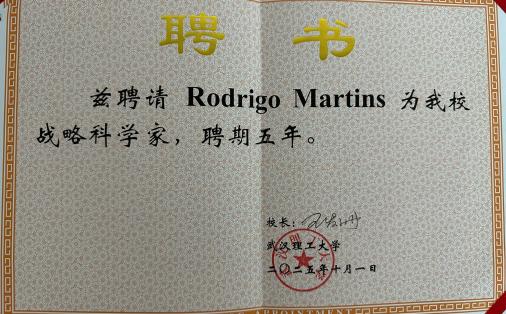 聘 书
兹聘请 Rodrigo Martins 为我校
战略科学家，聘期五年。
校长：
武汉理工大学
二〇二五年十月一日
APPOINTMENT